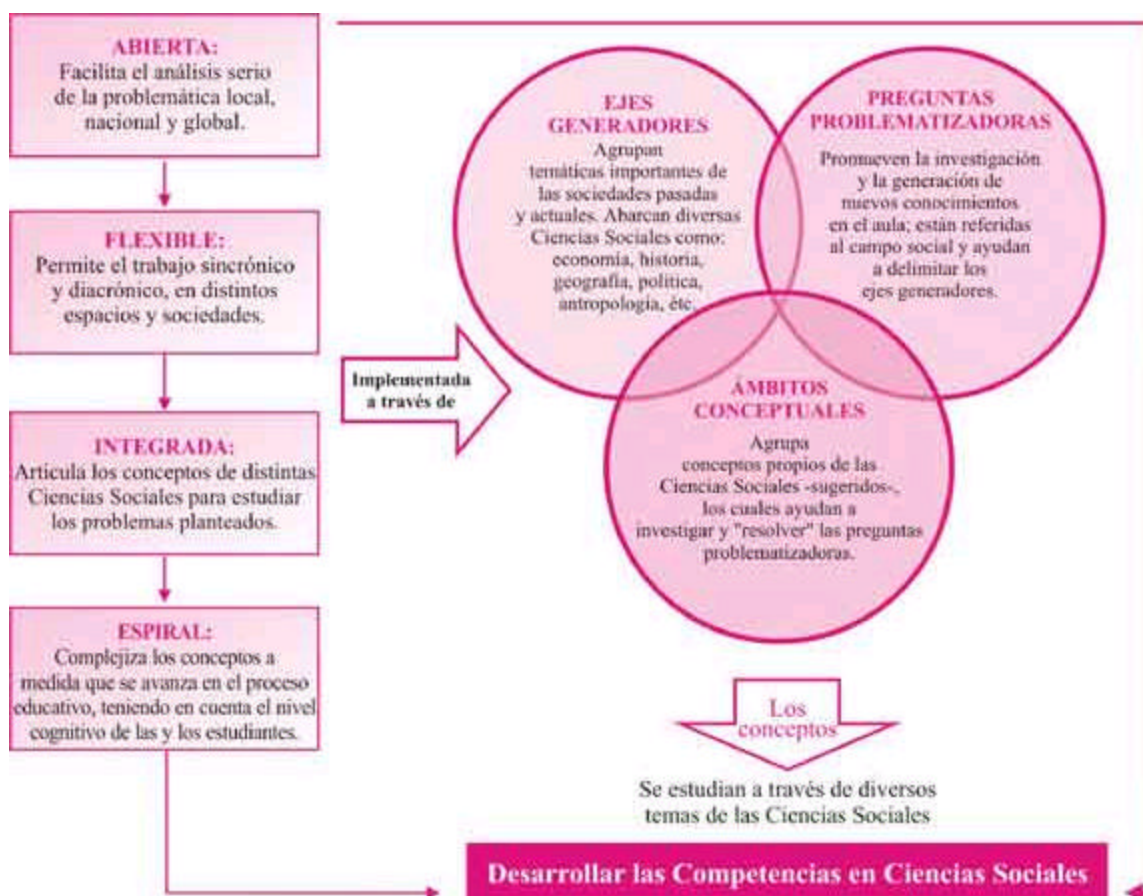 ABIERTA:
Facilita el análisis serio
de la problemática local,
nacional y global.
FLEXIBLE:
Permite el trabajo sincrónico
y diacrónico, en distintos
espacios y sociedades.
INTEGRADA:
Articula los conceptos de distintas
Ciencias Sociales para estudiar
los problemas planteados.
ESPIRAL:
Complejiza los conceptos a
medida que se avanza en el proceso
educativo, teniendo en cuenta el nivel
cognitivo de las y los estudiantes.
Implementada
a través de
EJES
GENERADORES
Agrupan
temáticas importantes de
las sociedades pasadas
y actuales. Abarcan diversas
Ciencias Sociales como:
economía, historia,
geografía, política,
antropología, étc.
PREGUNTAS
PROBLEMATIZADORAS
Promueven la investigación
y la generación de
nuevos conocimientos
en el aula; están referidas
al campo social y ayudan
a delimitar los
ejes generadores.
ÁMBITOS
CONCEPTUALES
Agrupa
conceptos propios de las
Ciencias Sociales -sugeridos-,
los cuales ayudan a
investigar y "resolver" las preguntas
problematizadoras.
Los
conceptos
Se estudian a través de diversos
temas de las Ciencias Sociales
Desarrollar las Competencias en Ciencias Sociales